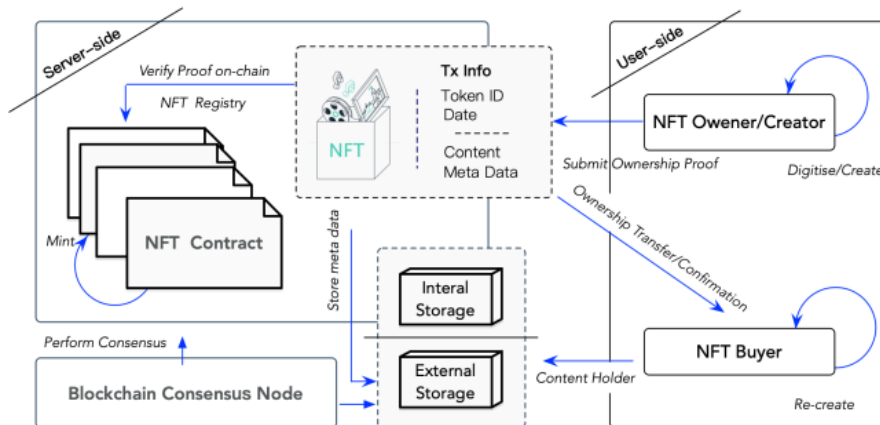 Server-side
User-side
Verify Proof on-chain
NFT Registry
NFT
Tx Info
Token ID
Date
Content
Meta Data
NFT Owener/Creator
Submit Ownership Proof
Digitise/Create
Mint
NFT Contract
Store meta data
Ownership Transfer/Confirmation
Interal
Storage
External
Storage
Perform Consensus
Blockchain Consensus Node
Content Holder
NFT Buyer
Re-create